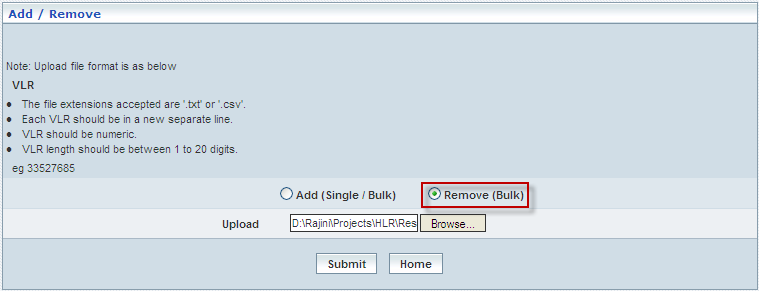 Add / Remove
Note: Upload file format is as below
VLR
● The file extensions accepted are '.txt' or '.csv'.
● Each VLR should be in a new separate line.
● VLR should be numeric.
● VLR length should be between 1 to 20 digits.
eg 33527685
Add (Single / Bulk) Remove (Bulk)
Upload D:\Rajini\Projects\HLR\Res Browse...
Submit Home